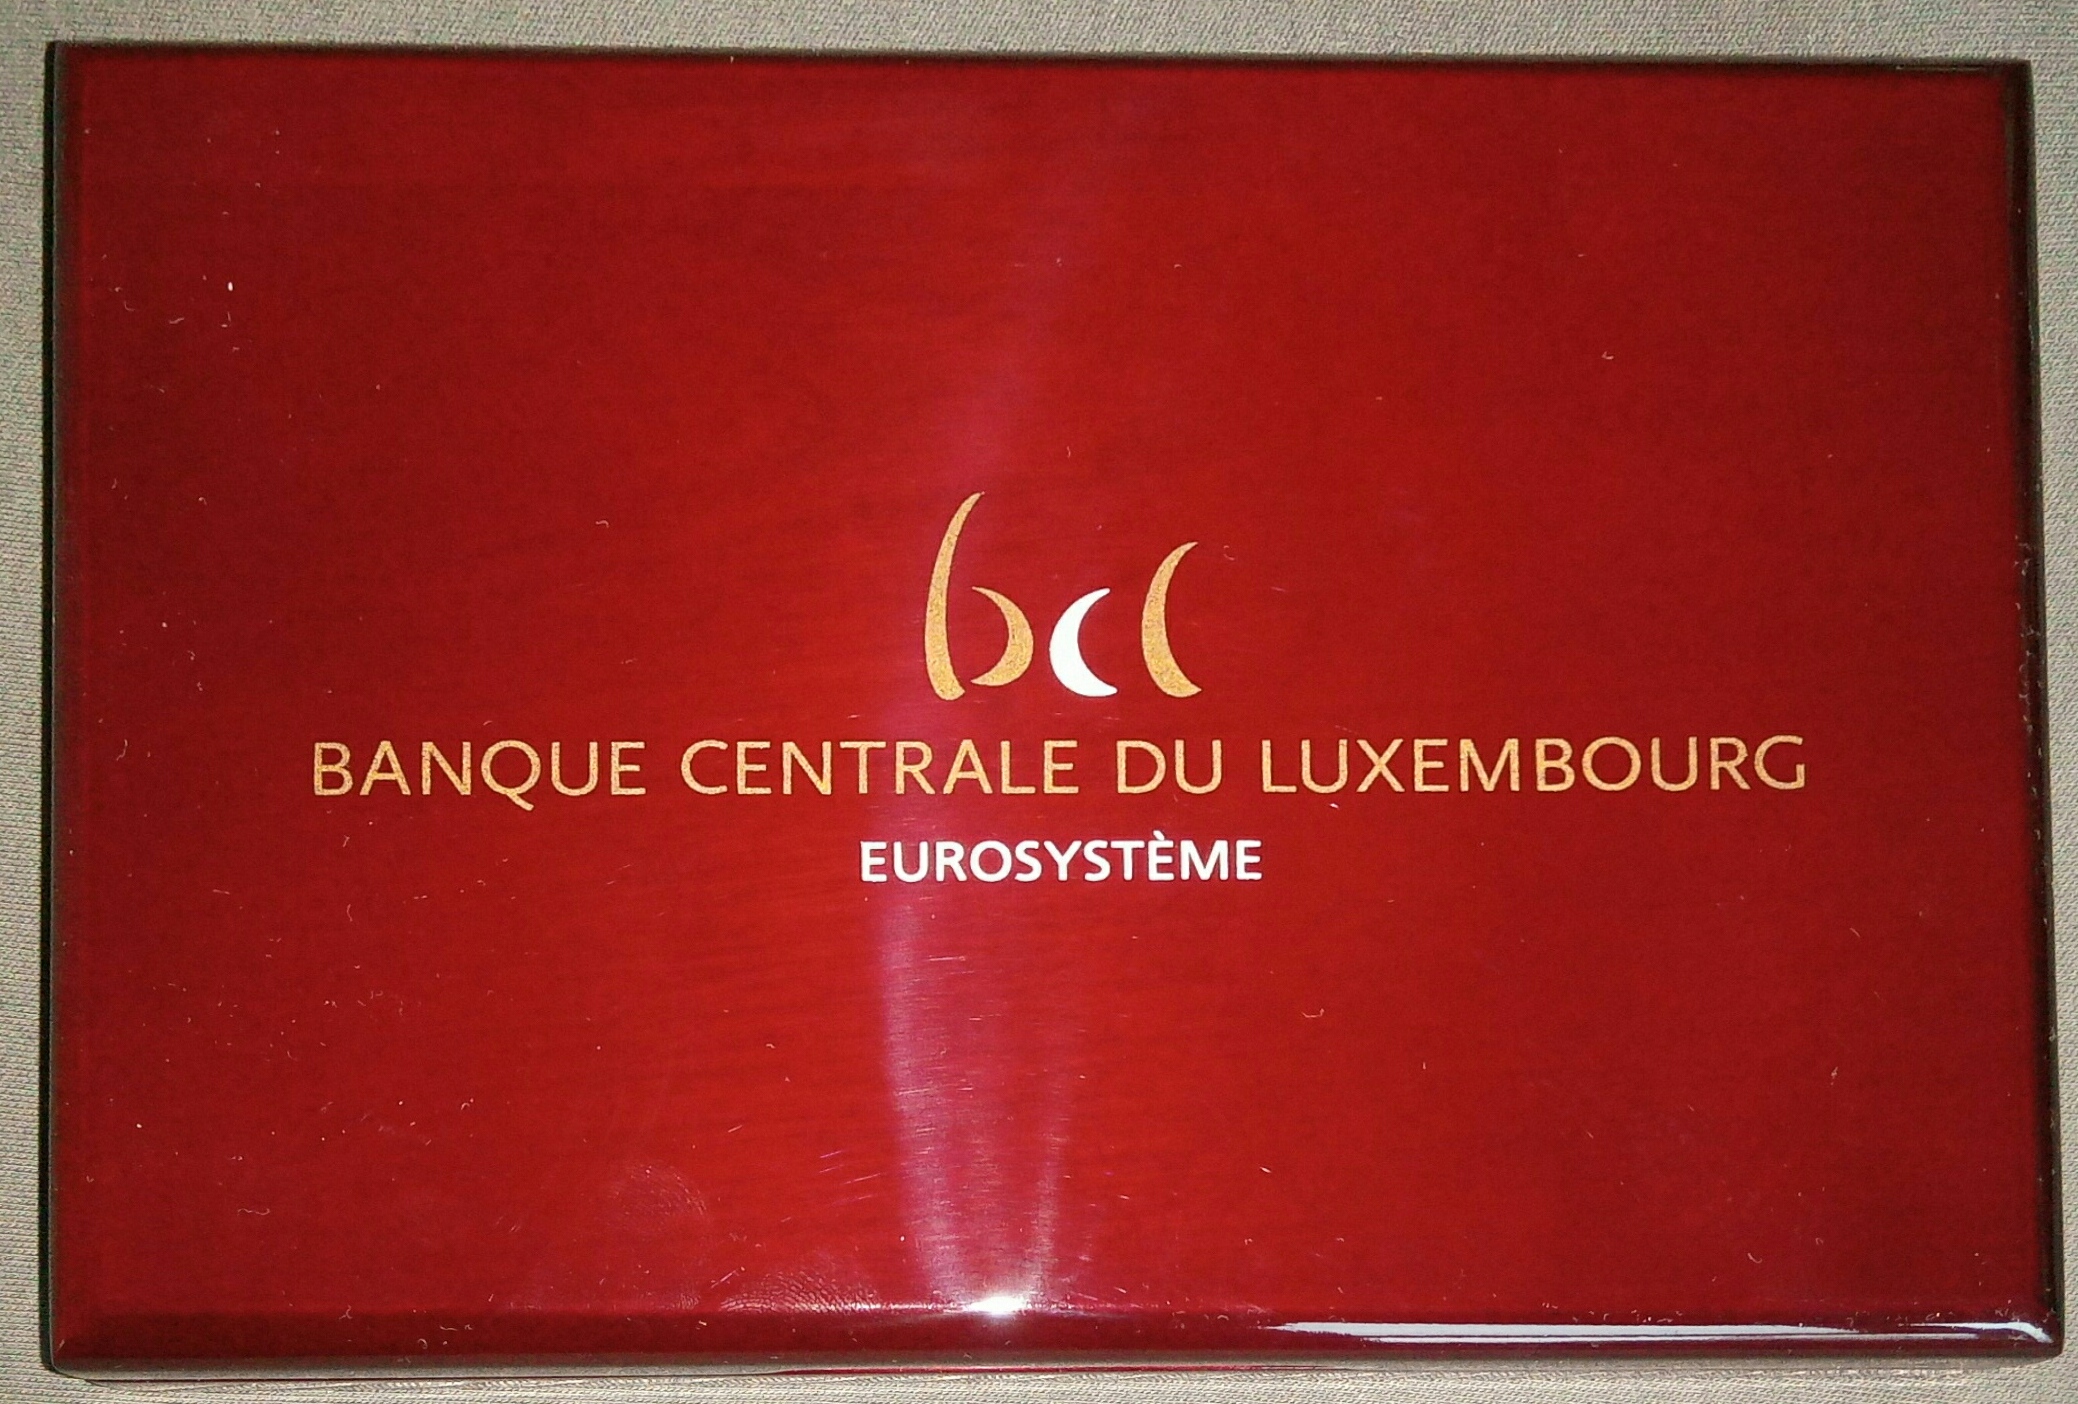 bcl
BANQUE CENTRALE DU LUXEMBOURG
EUROSYSTÈME